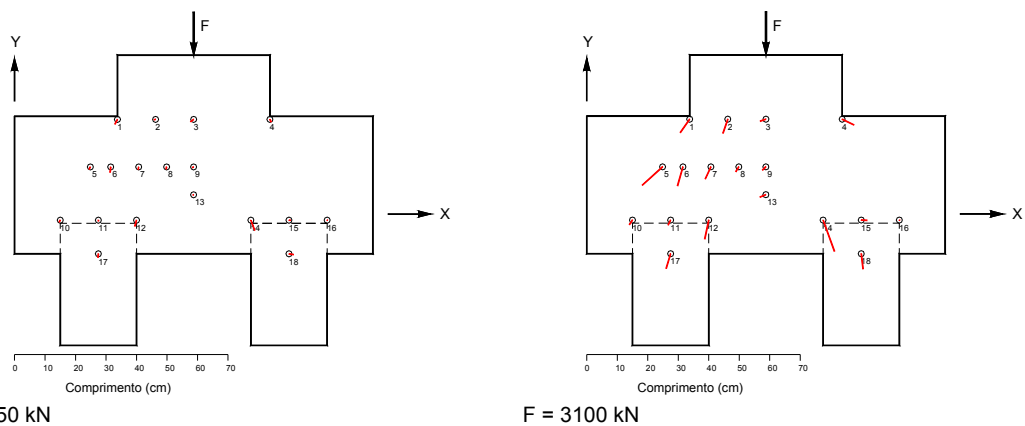 F
Y
1 2 3 4
5 6 7 8 9
13
X
10 11 12 14 15 16
17 18
0 10 20 30 40 50 60 70
Comprimento (cm)
50 kN
F
Y
1 2 3 4
5 6 7 8 9
13
X
10 11 12 14 15 16
17 18
0 10 20 30 40 50 60 70
Comprimento (cm)
F = 3100 kN